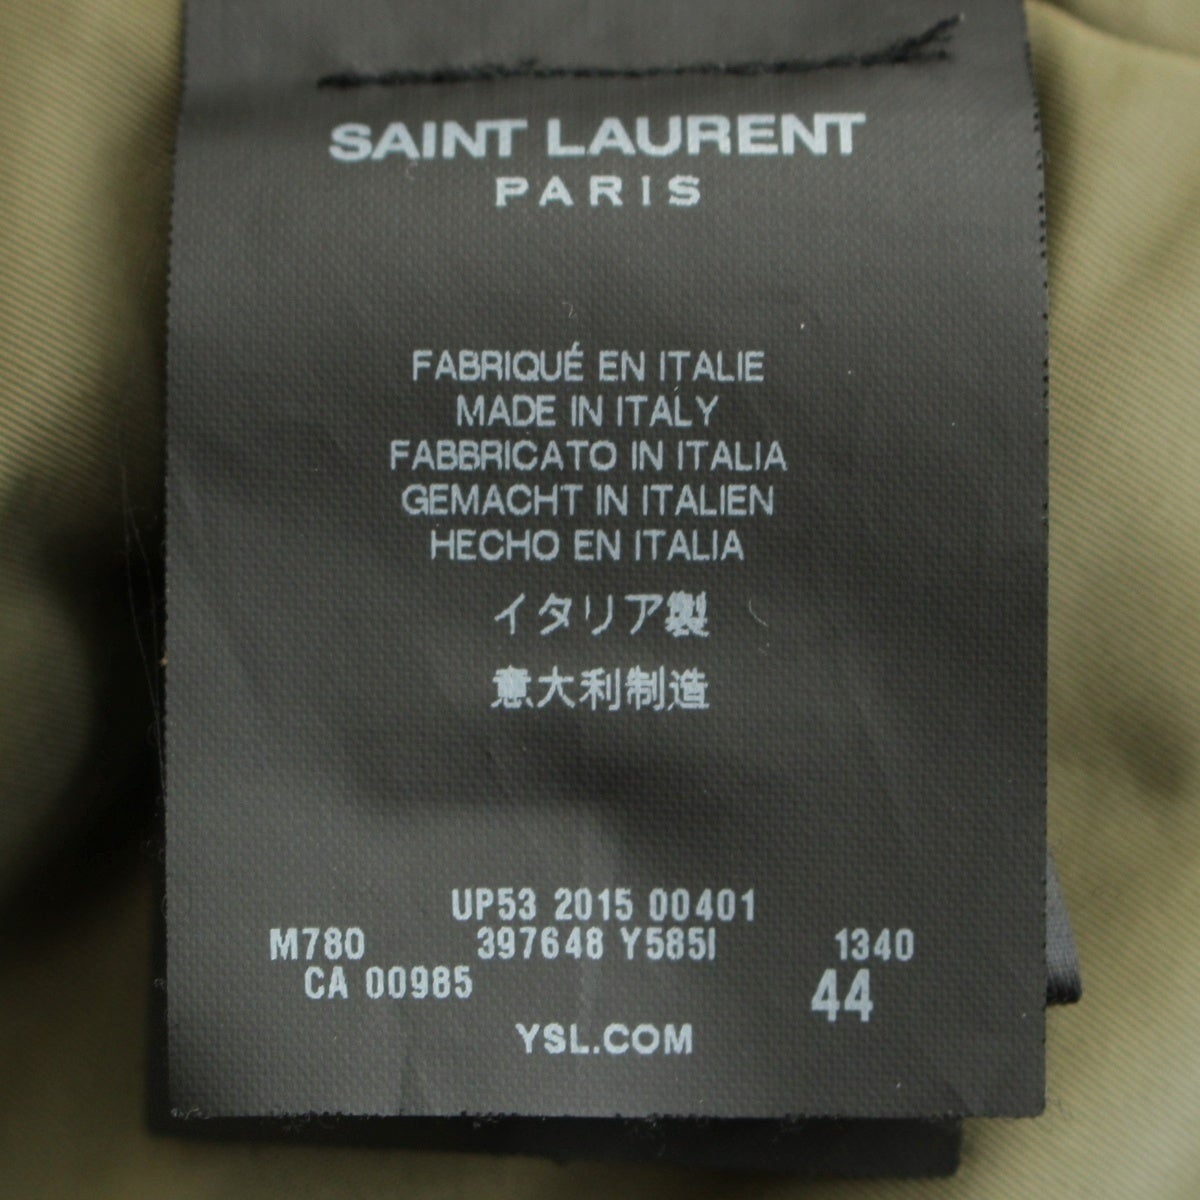 SAINT LAURENT
PARIS
FABRIQUÉ EN ITALIE
MADE IN ITALY
FABBRICATO IN ITALIA
GEMACHT IN ITALIEN
HECHO EN ITALIA
イタリア製
意大利制造
UP53 2015 00401
M780 397648 Y585I 1340
CA 00985 44
YSL.COM